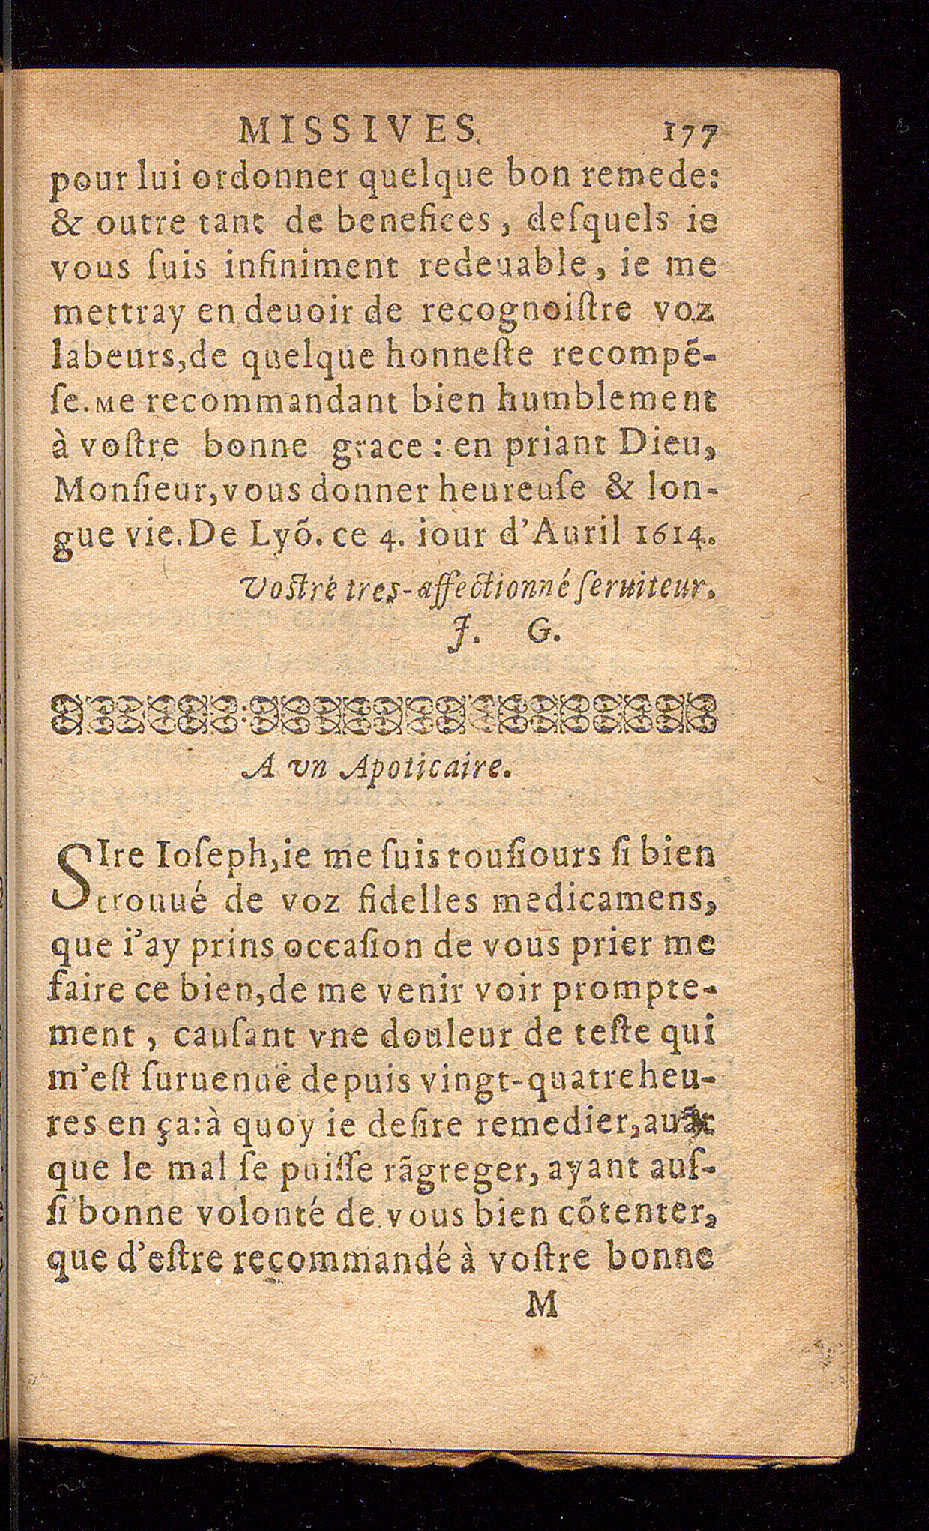 MISSIVES. 177
pour lui ordonner quelque bon remede:
& outre tant de benefices, deſquels ie
vous ſuis infiniment redeuable, ie me
mettray en deuoir de recognoiſtre voz
labeurs, de quelque honneſte recompẽ-
ſe. Me recommandant bien humblement
à voſtre bonne grace : en priant Dieu,
Monſieur, vous donner heureuſe & lon-
gue vie. De Lyõ. ce 4. iour d'Auril 1614.
Voſtre tres-affectionné ſeruiteur.
J. G.
A vn Apoticaire.
SIre Ioſeph, ie me ſuis touſiours ſi bien
trouué de voz fidelles medicamens,
que i'ay prins occaſion de vous prier me
faire ce bien, de me venir voir prompte-
ment, cauſant vne douleur de teſte qui
m'eſt ſuruenuë depuis vingt-quatre heu-
res en ça: à quoy ie deſire remedier, auãt
que le mal ſe puiſſe rãgreger, ayant auſ-
ſi bonne volonté de vous bien cõtenter,
que d'eſtre recommandé à voſtre bonne
M